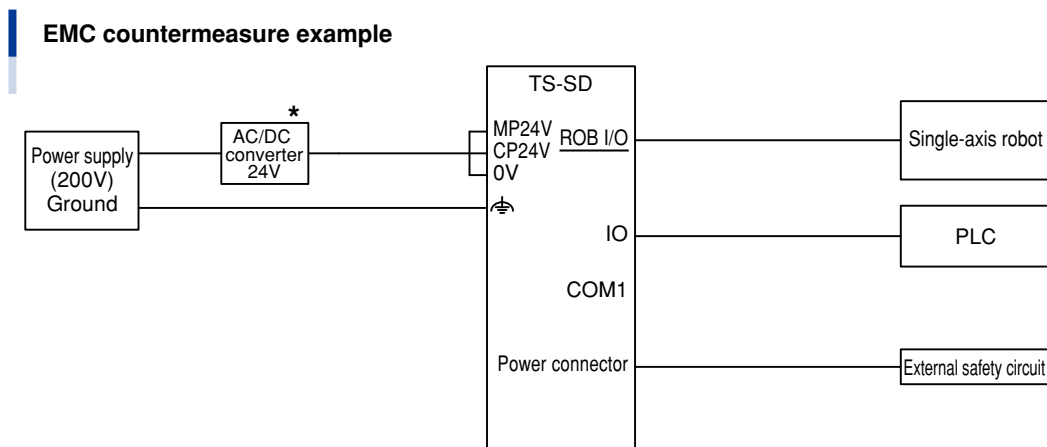 EMC countermeasure example
TS-SD
*
AC/DC
converter
24V
Power supply
(200V)
Ground
MP24V
CP24V
0V
ROB I/O
Single-axis robot
IO
PLC
COM1
Power connector
External safety circuit